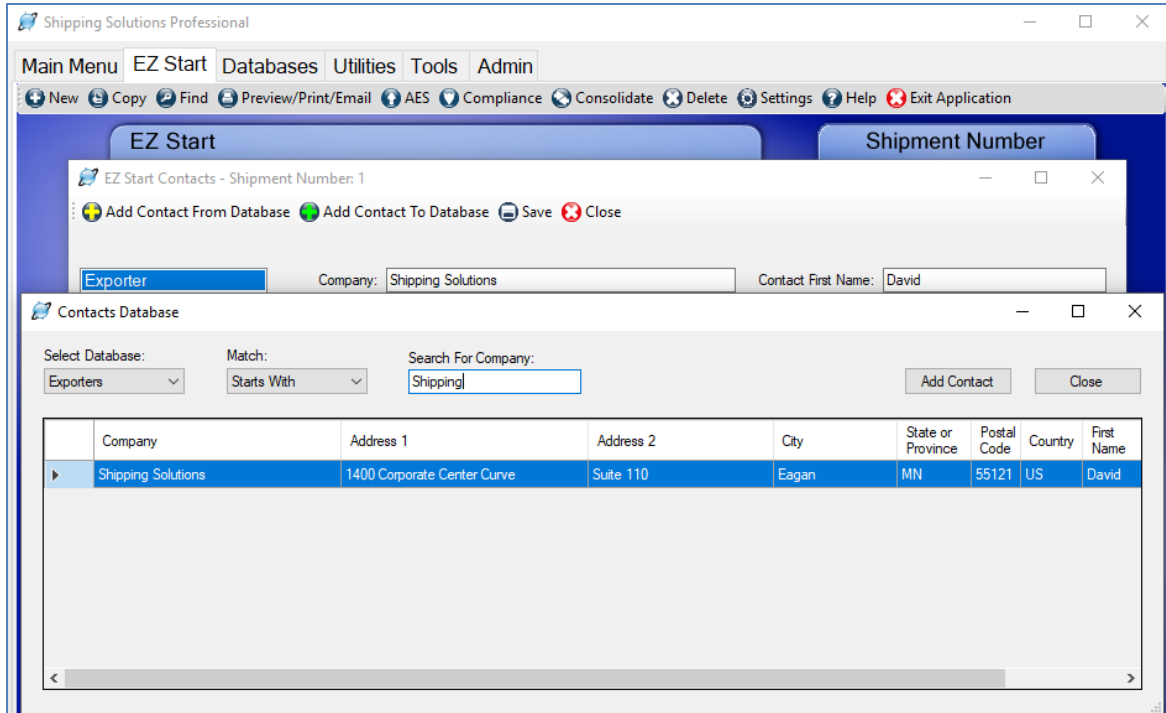 Shipping Solutions Professional
Main Menu EZ Start Databases Utilities Tools Admin
New Copy Find Preview/Print/Email AES Compliance Consolidate Delete Settings Help Exit Application
EZ Start Shipment Number
EZ Start Contacts - Shipment Number: 1
Add Contact From Database Add Contact To Database Save Close
Exporter Company: Shipping Solutions Contact First Name: David
Contacts Database
Select Database: Match: Search For Company:
Exporters Starts With Shipping Add Contact Close
Company Address 1 Address 2 City State or Province Postal Code Country First Name
Shipping Solutions 1400 Corporate Center Curve Suite 110 Eagan MN 55121 US David